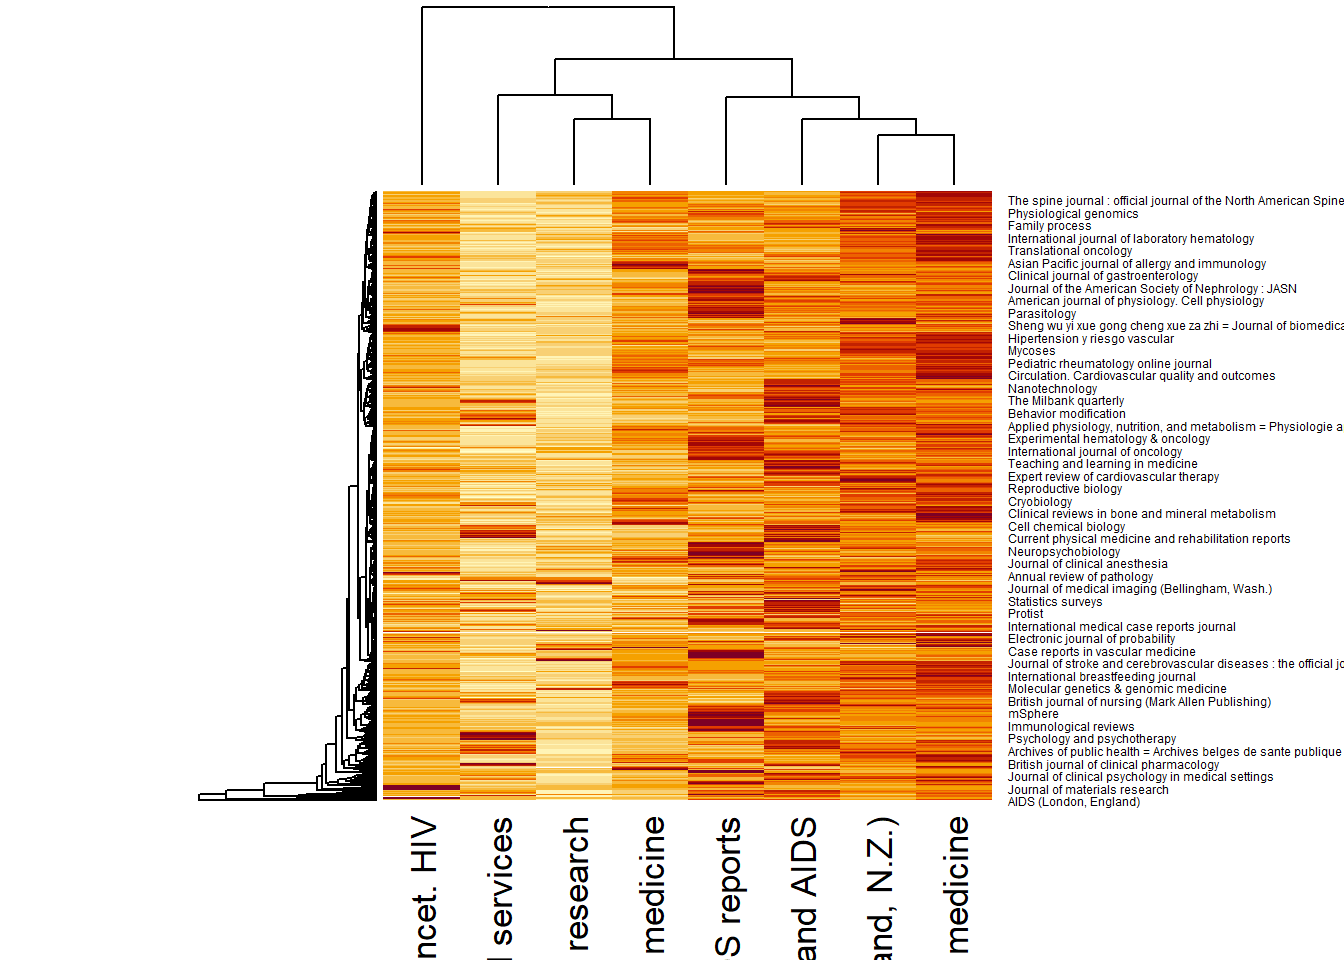 The spine journal : official journal of the North American Spine
Physiological genomics
Family process
International journal of laboratory hematology
Translational oncology
Asian Pacific journal of allergy and immunology
Clinical journal of gastroenterology
Journal of the American Society of Nephrology : JASN
American journal of physiology. Cell physiology
Parasitology
Sheng wu yi xue gong cheng xue za zhi = Journal of biomedica
Hipertension y riesgo vascular
Mycoses
Pediatric rheumatology online journal
Circulation. Cardiovascular quality and outcomes
Nanotechnology
The Milbank quarterly
Behavior modification
Applied physiology, nutrition, and metabolism = Physiologie a
Experimental hematology & oncology
International journal of oncology
Teaching and learning in medicine
Expert review of cardiovascular therapy
Reproductive biology
Cryobiology
Clinical reviews in bone and mineral metabolism
Cell chemical biology
Current physical medicine and rehabilitation reports
Neuropsychobiology
Journal of clinical anesthesia
Annual review of pathology
Journal of medical imaging (Bellingham, Wash.)
Statistics surveys
Protist
International medical case reports journal
Electronic journal of probability
Case reports in vascular medicine
Journal of stroke and cerebrovascular diseases : the official jo
International breastfeeding journal
Molecular genetics & genomic medicine
British journal of nursing (Mark Allen Publishing)
mSphere
Immunological reviews
Psychology and psychotherapy
Archives of public health = Archives belges de sante publique
British journal of clinical pharmacology
Journal of clinical psychology in medical settings
Journal of materials research
AIDS (London, England)
ncet. HIV
services
research
medicine
S reports
and AIDS
and, N.Z.)
medicine